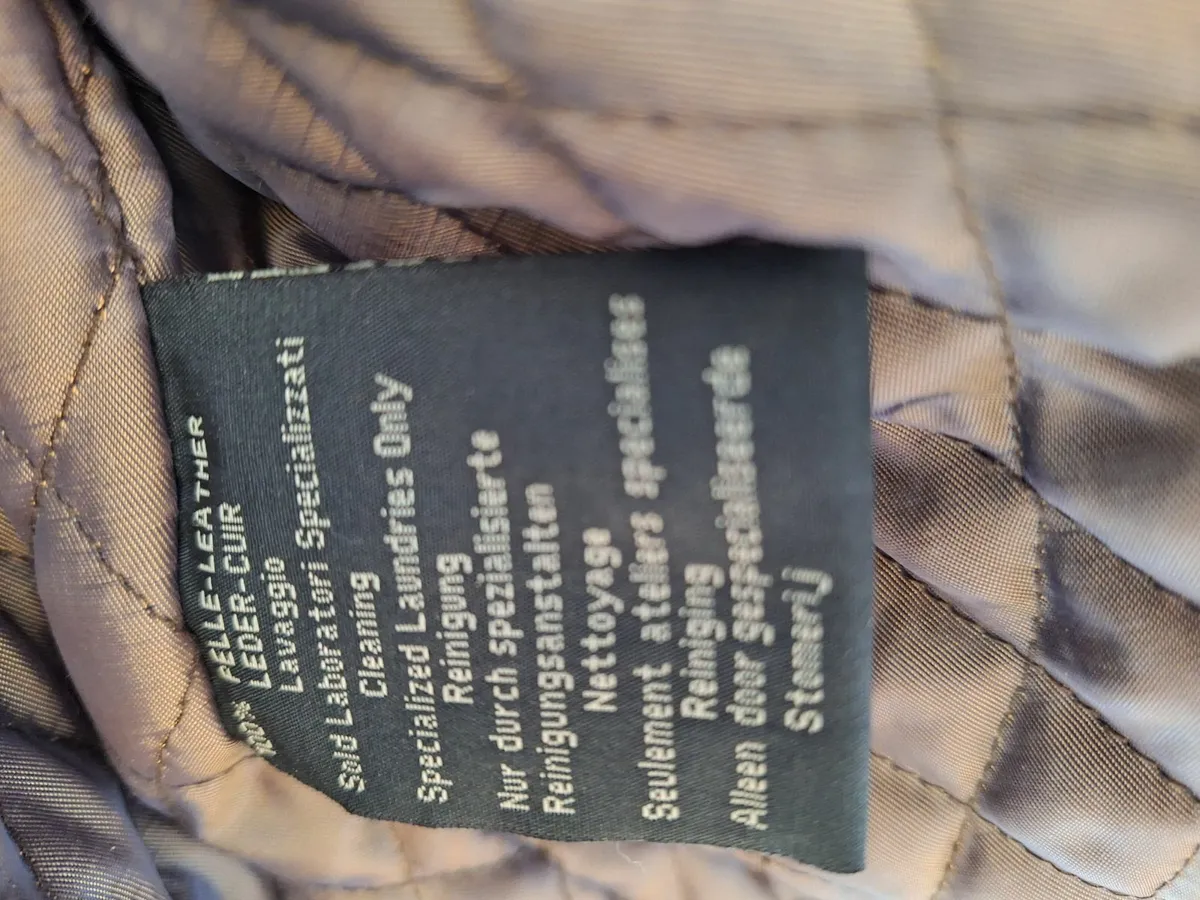 100% PELLE-LEATHER
LEDER-CUIR
Lavaggio
Sold Laboratori Specializzati
Cleaning
Specialized Laundries Only
Reinigung
Nur durch spezialisierte
Reinigungsanstalten
Nettoyage
Seulement ateliers specialises
Reiniging
Alleen door gespecialiseerde
Stomerij